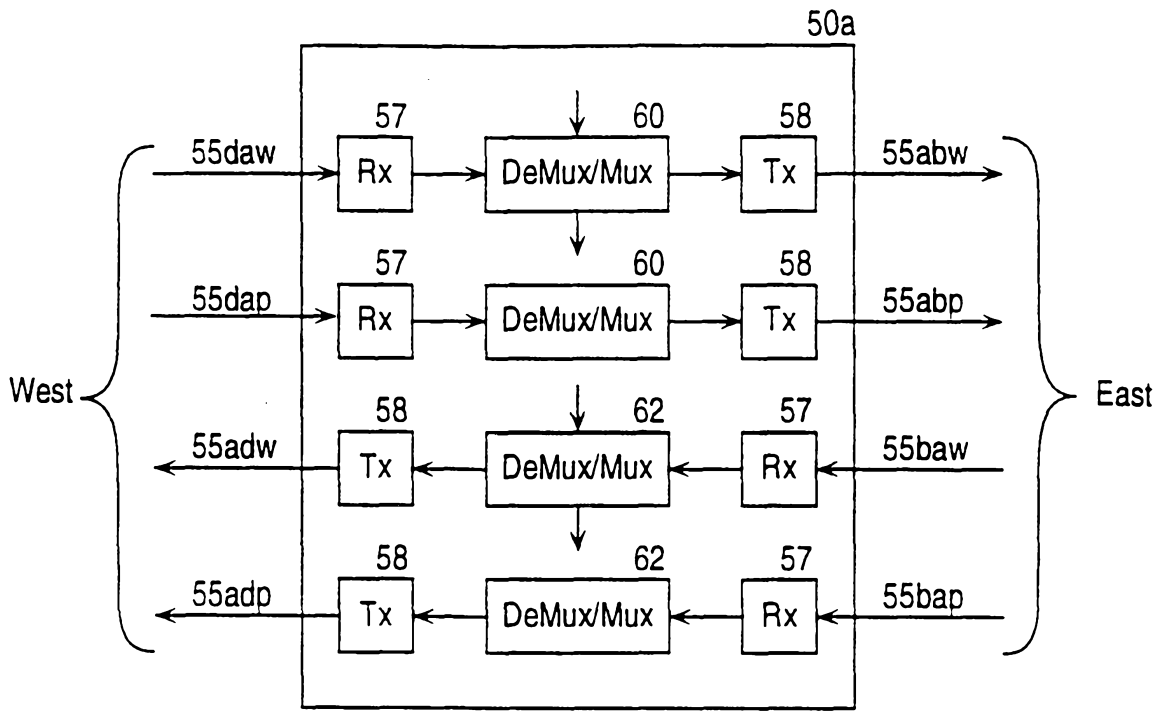 50a
57 60 58
55daw Rx DeMux/Mux Tx 55abw
57 60 58
55dap Rx DeMux/Mux Tx 55abp
West East
58 62 57
55adw Tx DeMux/Mux Rx 55baw
58 62 57
55adp Tx DeMux/Mux Rx 55bap